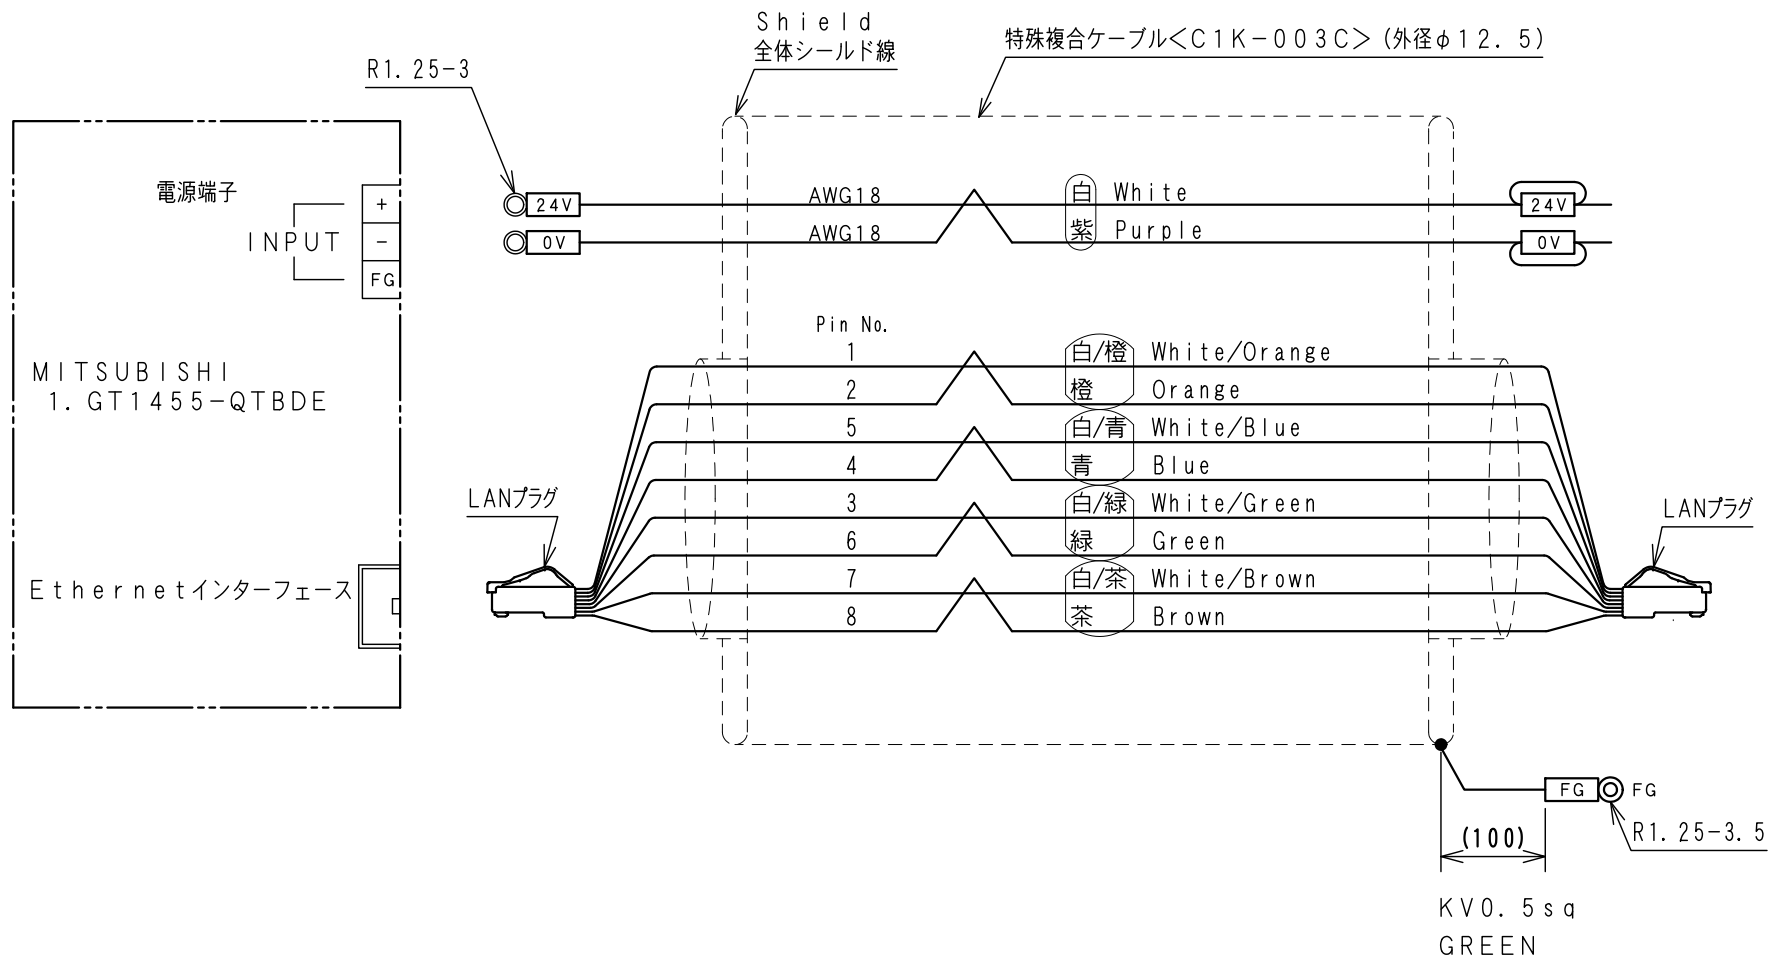 Shield
全体シールド線
特殊複合ケーブル<C1K-003C>(外径φ12.5)
R1.25-3
電源端子
INPUT
+
-
FG
24V
0V
AWG18
AWG18
白 White
紫 Purple
24V
0V
MITSUBISHI
1. GT1455-QTBDE
Pin No.
1 白/橙 White/Orange
2 橙 Orange
5 白/青 White/Blue
4 青 Blue
3 白/緑 White/Green
6 緑 Green
7 白/茶 White/Brown
8 茶 Brown
LANプラグ
LANプラグ
Ethernetインターフェース
FG
FG
R1.25-3.5
(100)
KV0.5sq
GREEN